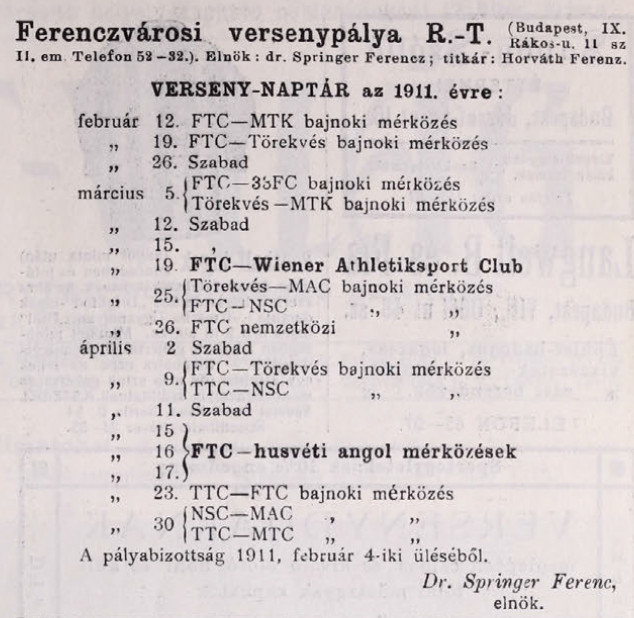 Ferenczvárosi versenypálya R.-T. (Budapest, IX. Rákos-u. 11 sz
II. em. Telefon 52—32.). Elnök: dr. Springer Ferencz; titkár: Horváth Ferenz.
VERSENY-NAPTÁR az 1911. évre:
február 12. FTC—MTK bajnoki mérkőzés
„ 19. FTC—Törekvés bajnoki mérkőzés
„ 26. Szabad
március 5. FTC—33FC bajnoki mérkőzés
Törekvés—MTK bajnoki mérkőzés
„ 12. Szabad
„ 15. „
„ 19. FTC—Wiener Athletiksport Club
„ 25. Törekvés—MAC bajnoki mérkőzés
FTC—NSC „ „
„ 26. FTC nemzetközi „
április 2 Szabad
„ 9. FTC—Törekvés bajnoki mérkőzés
TTC—NSC „ „
„ 11. Szabad
„ 15
„ 16 FTC—husvéti angol mérkőzések
„ 17.
„ 23. TTC—FTC bajnoki mérkőzés
„ 30 NSC—MAC „ „
TTC—MTC „ „
A pályabizottság 1911. február 4-iki üléséből.
Dr. Springer Ferenc,
elnök.